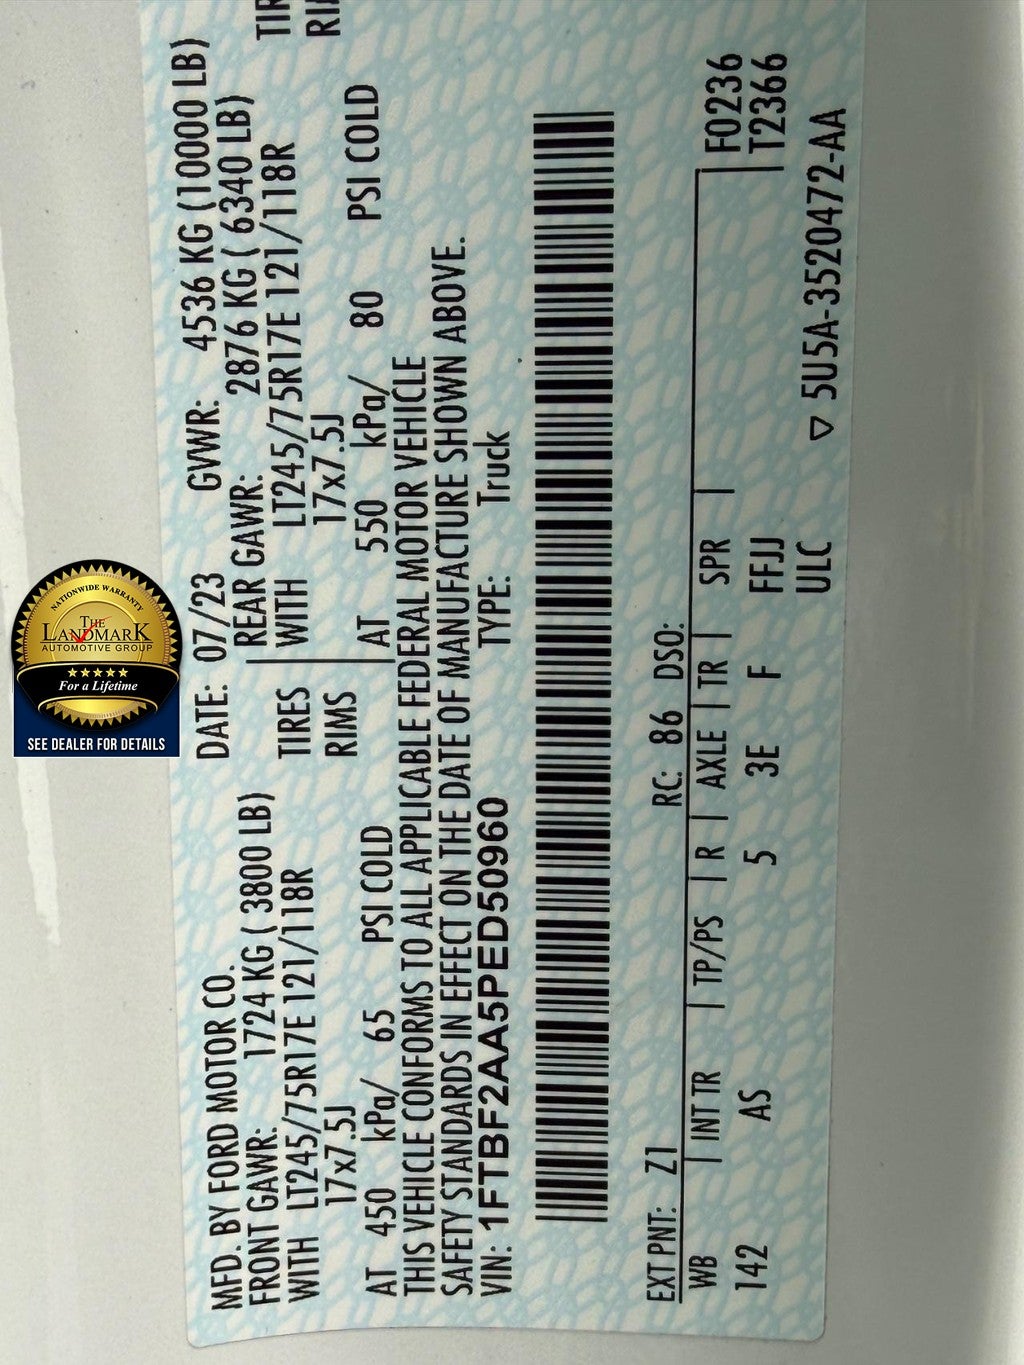 MFD. BY FORD MOTOR CO.    DATE: 07/23    GVWR: 4536 KG (10000 LB)
FRONT GAWR: 1724 KG ( 3800 LB)    REAR GAWR: 2876 KG ( 6340 LB)
WITH LT245/75R17E 121/118R    TIRES    WITH LT245/75R17E 121/118R    TIR
17x7.5J    RIMS    17x7.5J    RI
AT 450 kPa/ 65 PSI COLD    AT 550 kPa/ 80 PSI COLD
THIS VEHICLE CONFORMS TO ALL APPLICABLE FEDERAL MOTOR VEHICLE
SAFETY STANDARDS IN EFFECT ON THE DATE OF MANUFACTURE SHOWN ABOVE.
VIN: 1FTBF2AA5PED50960    TYPE: Truck
EXT PNT: Z1    RC: 86 DSO:
WB | INT TR | TP/PS | R | AXLE | TR | SPR | F0236
142 AS 5 3E F FFJJ T2366
ULC ▽ 5U5A-3520472-AA
NATIONWIDE WARRANTY
THE
LANDMARK
AUTOMOTIVE GROUP
★★★★★
For a Lifetime
SEE DEALER FOR DETAILS